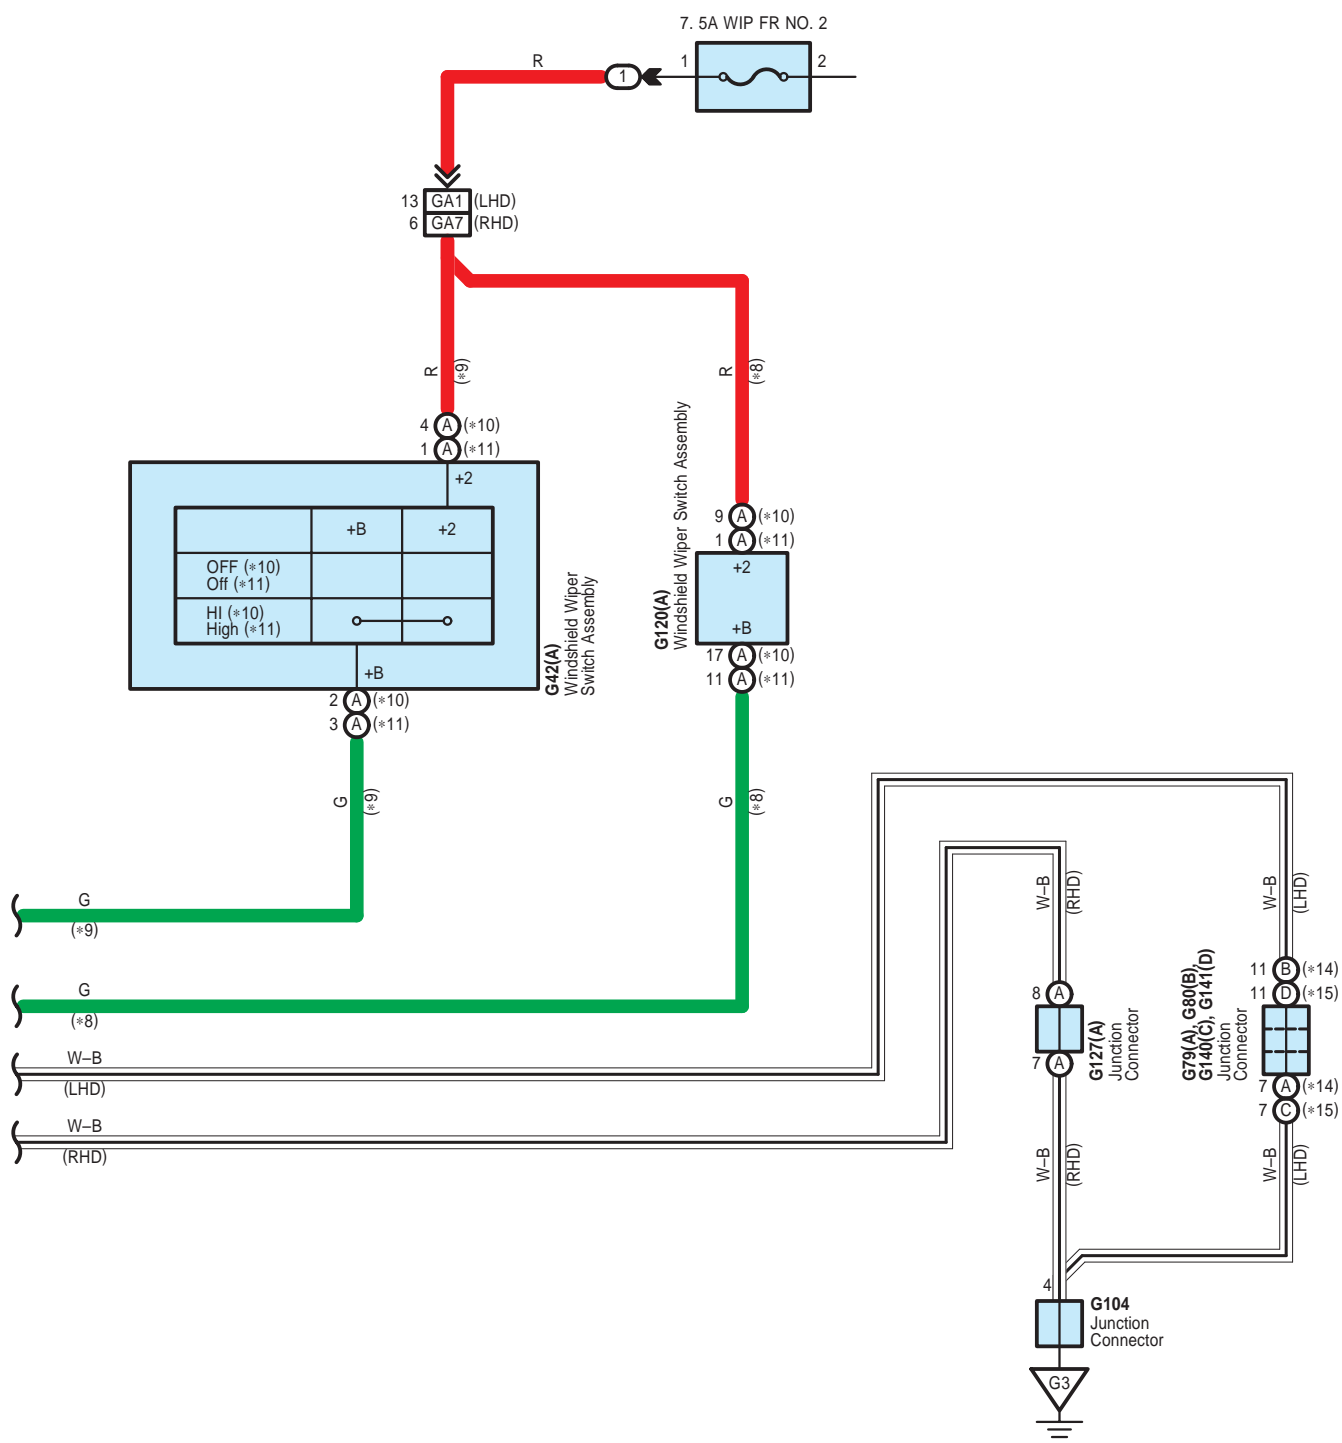 7. 5A WIP FR NO. 2
R
1
1
2
13 GA1 (LHD)
6 GA7 (RHD)
R
(*9)
R
(*8)
4 A (*10)
1 A (*11)
+2
+B
+2
OFF (*10)
Off (*11)
HI (*10)
High (*11)
+B
G42(A)
Windshield Wiper
Switch Assembly
2 A (*10)
3 A (*11)
9 A (*10)
1 A (*11)
+2
+B
G120(A)
Windshield Wiper Switch Assembly
17 A (*10)
11 A (*11)
G
(*9)
G
(*8)
G
(*9)
G
(*8)
W–B
(LHD)
W–B
(RHD)
W–B
(RHD)
W–B
(LHD)
8 A
7 A
G127(A)
Junction
Connector
11 B (*14)
11 D (*15)
G79(A), G80(B),
G140(C), G141(D)
Junction
Connector
7 A (*14)
7 C (*15)
W–B
(RHD)
W–B
(LHD)
4
G104
Junction
Connector
G3